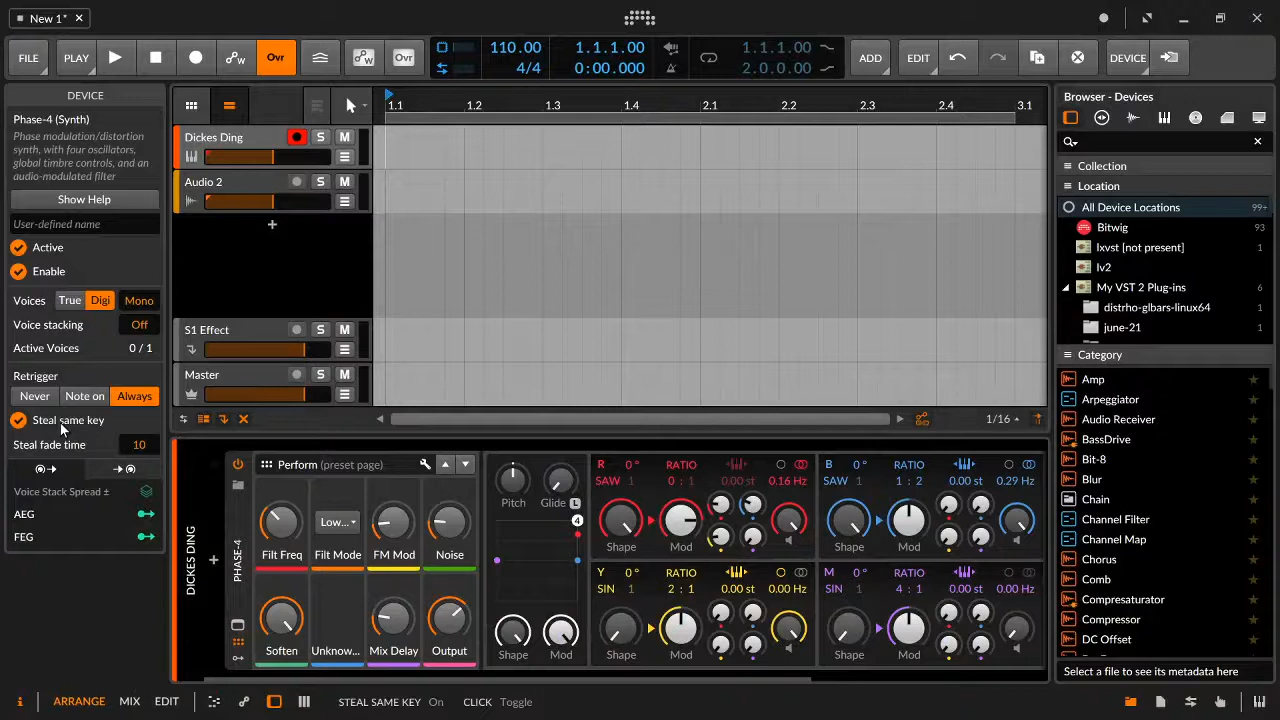 New 1*
FILE
PLAY
Ovr
Ovr
110.00
4/4
1.1.1.00
0:00.000
1.1.1.00
2.0.0.00
ADD
EDIT
DEVICE
DEVICE
Phase-4 (Synth)
Phase modulation/distortion
synth, with four oscillators,
global timbre controls, and an
audio-modulated filter
Show Help
User-defined name
Active
Enable
Voices True Digi Mono
Voice stacking Off
Active Voices 0 / 1
Retrigger
Never Note on Always
Steal same key
Steal fade time 10
Voice Stack Spread ±
AEG
FEG
1.1 1.2 1.3 1.4 2.1 2.2 2.3 2.4 3.1
Dickes Ding S M
Audio 2 S M
+
S1 Effect S M
Master S M
1/16
DICKES DING
+
PHASE-4
Perform (preset page)
Low...
Filt Freq Filt Mode FM Mod Noise
Soften Unknow... Mix Delay Output
Pitch Glide L
4
Shape Mod
R 0° RATIO
SAW 1 0 : 1 0.00 st 0.16 Hz
Shape Mod
B 0° RATIO
SAW 1 1 : 2 0.00 st 0.29 Hz
Shape Mod
Y 0° RATIO
SIN 1 2 : 1 0.00 st 0.00 Hz
Shape Mod
M 0° RATIO
SIN 1 4 : 1 0.00 st 0.00 Hz
Shape Mod
Browser - Devices
Collection
Location
All Device Locations 99+
Bitwig 93
lxvst [not present] 1
lv2 1
My VST 2 Plug-ins 6
distrho-glbars-linux64 1
june-21 1
Category
Amp
Arpeggiator
Audio Receiver
BassDrive
Bit-8
Blur
Chain
Channel Filter
Channel Map
Chorus
Comb
Compresaturator
Compressor
DC Offset
Select a file to see its metadata here
i ARRANGE MIX EDIT
STEAL SAME KEY On CLICK Toggle